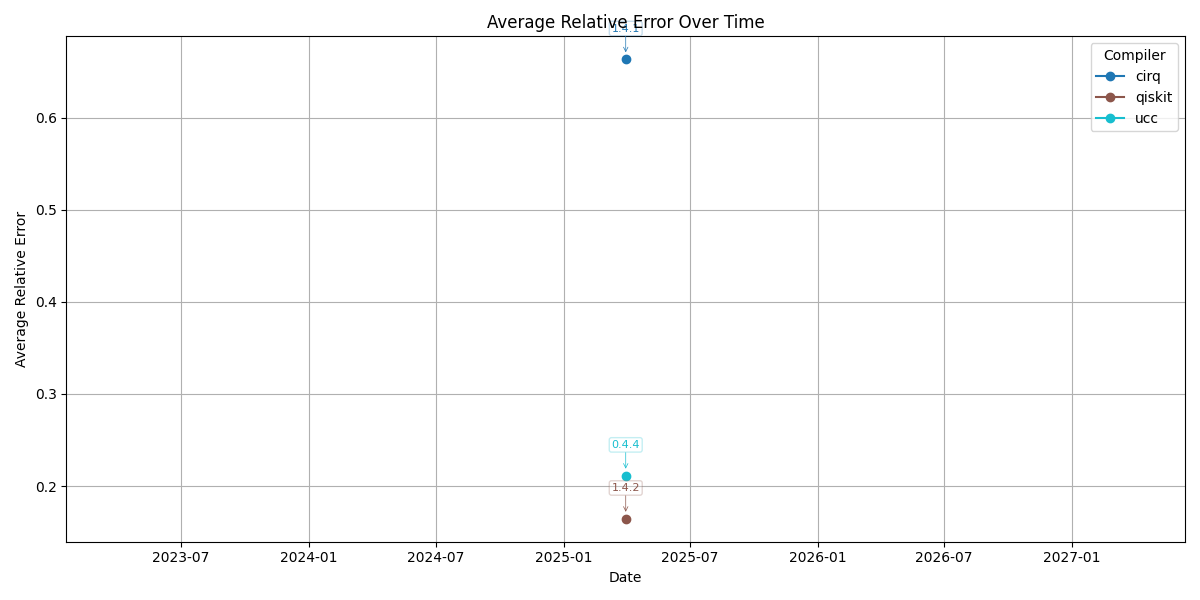 Average Relative Error Over Time
1.4.1
Compiler
cirq
qiskit
ucc
0.6
0.5
0.4
0.3
0.2
Average Relative Error
0.4.4
1.4.2
2023-07
2024-01
2024-07
2025-01
2025-07
2026-01
2026-07
2027-01
Date